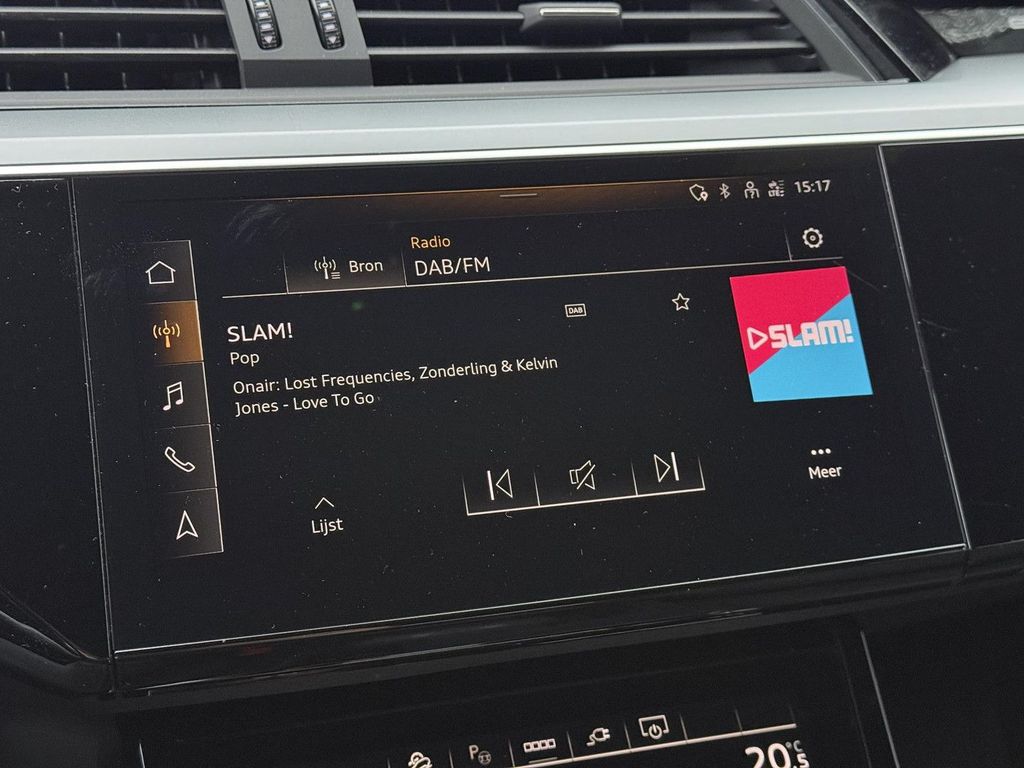 15:17
Bron
Radio
DAB/FM
SLAM!
DAB
Pop
Onair: Lost Frequencies, Zonderling & Kelvin
Jones - Love To Go
SLAM!
Lijst
Meer
P
20.5°C